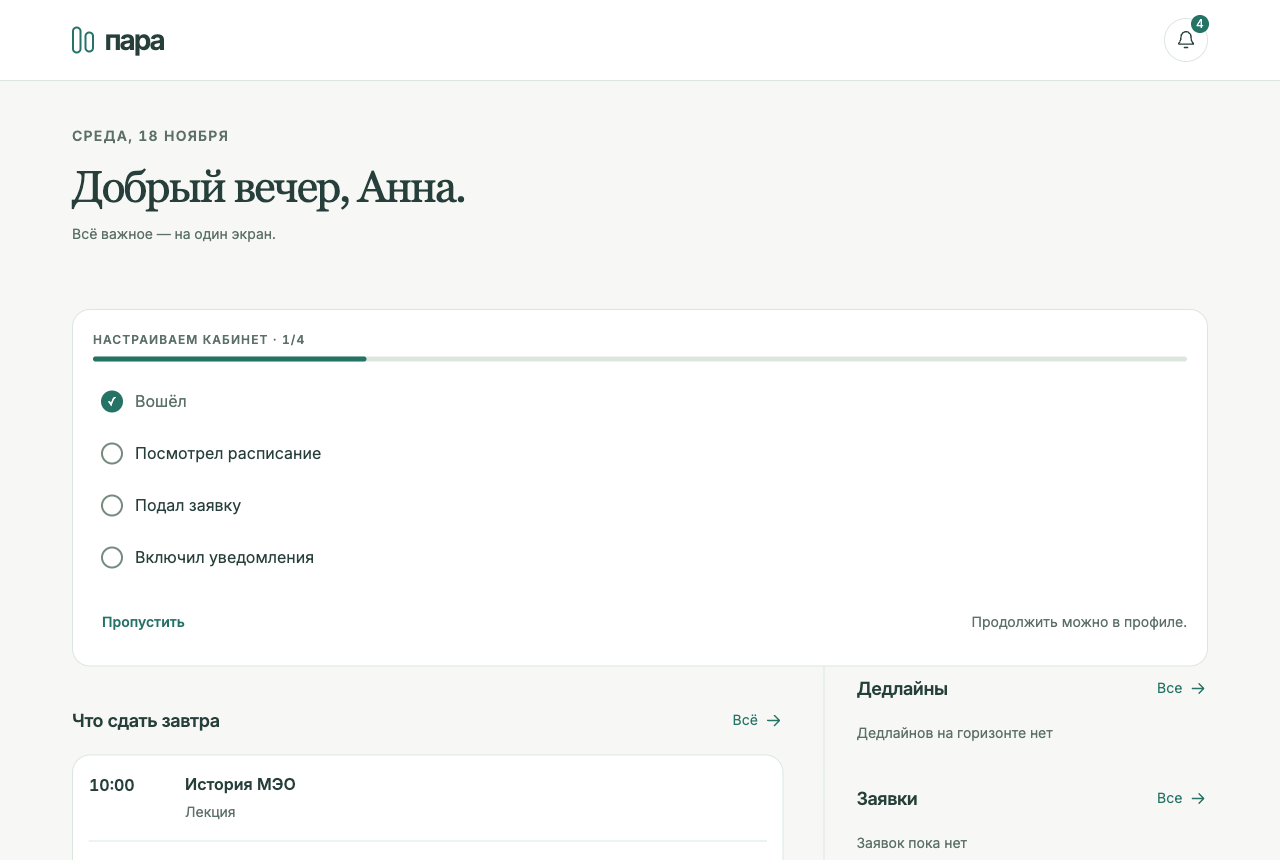 пара
4
СРЕДА, 18 НОЯБРЯ
Добрый вечер, Анна.
Всё важное — на один экран.
НАСТРАИВАЕМ КАБИНЕТ · 1/4
Вошёл
Посмотрел расписание
Подал заявку
Включил уведомления
Пропустить
Продолжить можно в профиле.
Что сдать завтра
Всё →
10:00
История МЭО
Лекция
Дедлайны
Все →
Дедлайнов на горизонте нет
Заявки
Все →
Заявок пока нет